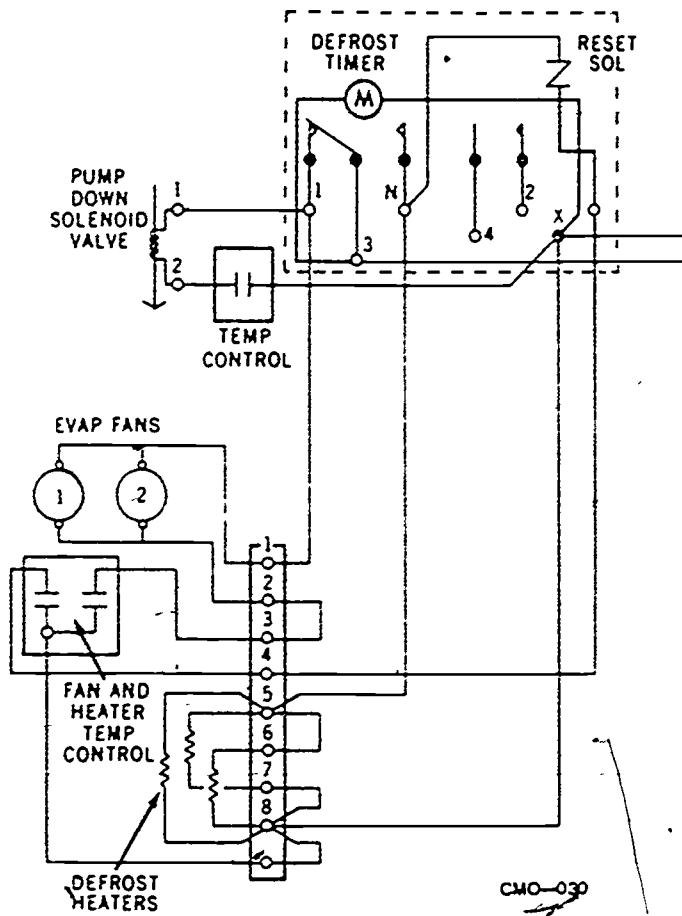 DEFROST
TIMER
RESET
SOL
M
PUMP
DOWN
SOLENOID
VALVE
1
2
1
3
N
4
2
X
TEMP
CONTROL
EVAP FANS
1
2
1
2
3
4
5
6
7
8
FAN AND
HEATER
TEMP
CONTROL
DEFROST
HEATERS
CMO-030